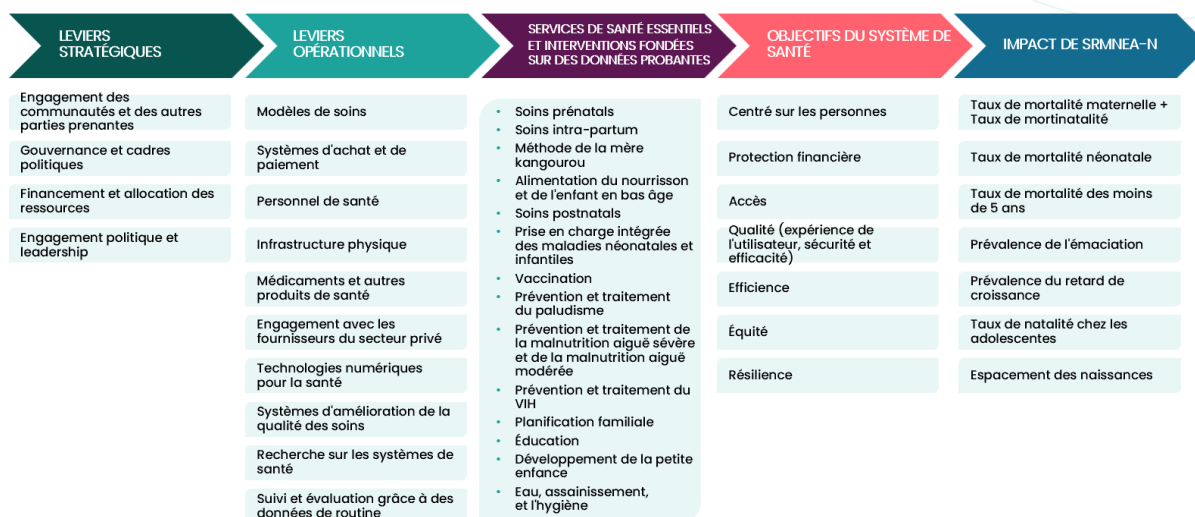 LEVIERS
STRATÉGIQUES
LEVIERS
OPÉRATIONNELS
SERVICES DE SANTÉ ESSENTIELS
ET INTERVENTIONS FONDÉES
SUR DES DONNÉES PROBANTES
OBJECTIFS DU SYSTÈME DE
SANTÉ
IMPACT DE SRMNEA-N
Engagement des
communautés et des autres
parties prenantes
Gouvernance et cadres
politiques
Financement et allocation des
ressources
Engagement politique et
leadership
Modèles de soins
Systèmes d'achat et de
paiement
Personnel de santé
Infrastructure physique
Médicaments et autres
produits de santé
Engagement avec les
fournisseurs du secteur privé
Technologies numériques
pour la santé
Systèmes d'amélioration de la
qualité des soins
Recherche sur les systèmes de
santé
Suivi et évaluation grâce à des
données de routine
• Soins prénatals
• Soins intra-partum
• Méthode de la mère
kangourou
• Alimentation du nourrisson
et de l'enfant en bas âge
• Soins postnatals
• Prise en charge intégrée
des maladies néonatales et
infantiles
• Vaccination
• Prévention et traitement
du paludisme
• Prévention et traitement de
la malnutrition aiguë sévère
et de la malnutrition aiguë
modérée
• Prévention et traitement du
VIH
• Planification familiale
• Éducation
• Développement de la petite
enfance
• Eau, assainissement,
et l'hygiène
Centré sur les personnes
Protection financière
Accès
Qualité (expérience de
l'utilisateur, sécurité et
efficacité)
Efficience
Équité
Résilience
Taux de mortalité maternelle +
Taux de mortinatalité
Taux de mortalité néonatale
Taux de mortalité des moins
de 5 ans
Prévalence de l'émaciation
Prévalence du retard de
croissance
Taux de natalité chez les
adolescentes
Espacement des naissances